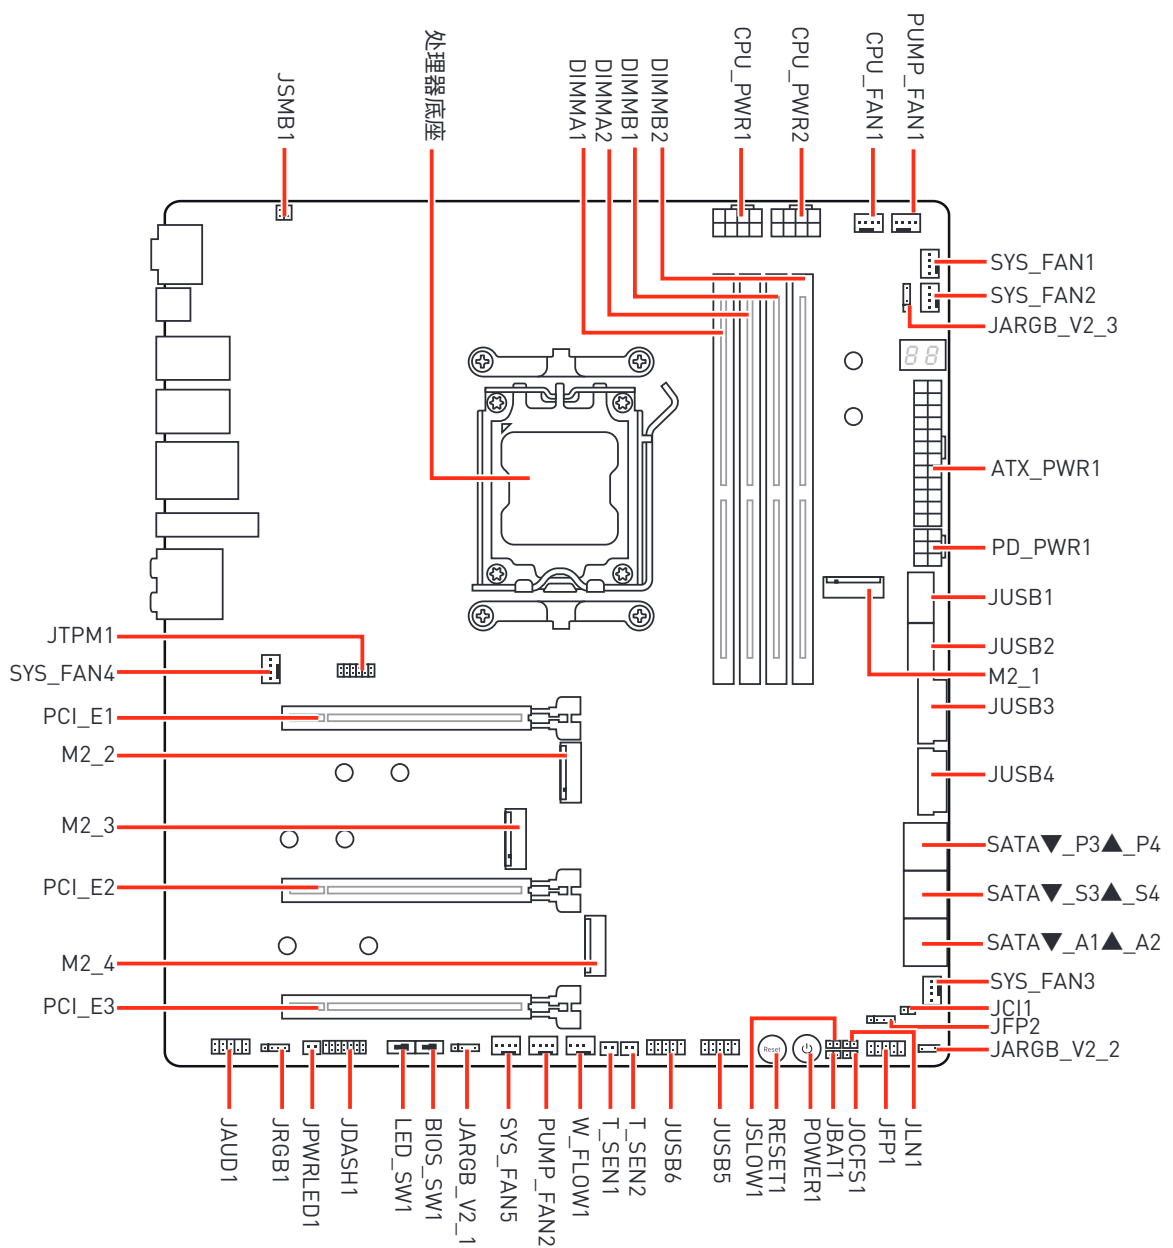 JSMB1
处理器底座
DIMMA1
DIMMA2
DIMMB1
DIMMB2
CPU_PWR1
CPU_PWR2
CPU_FAN1
PUMP_FAN1
SYS_FAN1
SYS_FAN2
JARGB_V2_3
88
ATX_PWR1
PD_PWR1
JUSB1
JUSB2
M2_1
JUSB3
JUSB4
SATA▼_P3▲_P4
SATA▼_S3▲_S4
SATA▼_A1▲_A2
SYS_FAN3
JCI1
JFP2
JARGB_V2_2
JTPM1
SYS_FAN4
PCI_E1
M2_2
M2_3
PCI_E2
M2_4
PCI_E3
Reset
JAUD1
JRGB1
JPWRLED1
JDASH1
LED_SW1
BIOS_SW1
JARGB_V2_1
SYS_FAN5
PUMP_FAN2
W_FLOW1
T_SEN1
T_SEN2
JUSB6
JUSB5
JSLOW1
RESET1
POWER1
JBAT1
JOCFS1
JFP1
JLN1